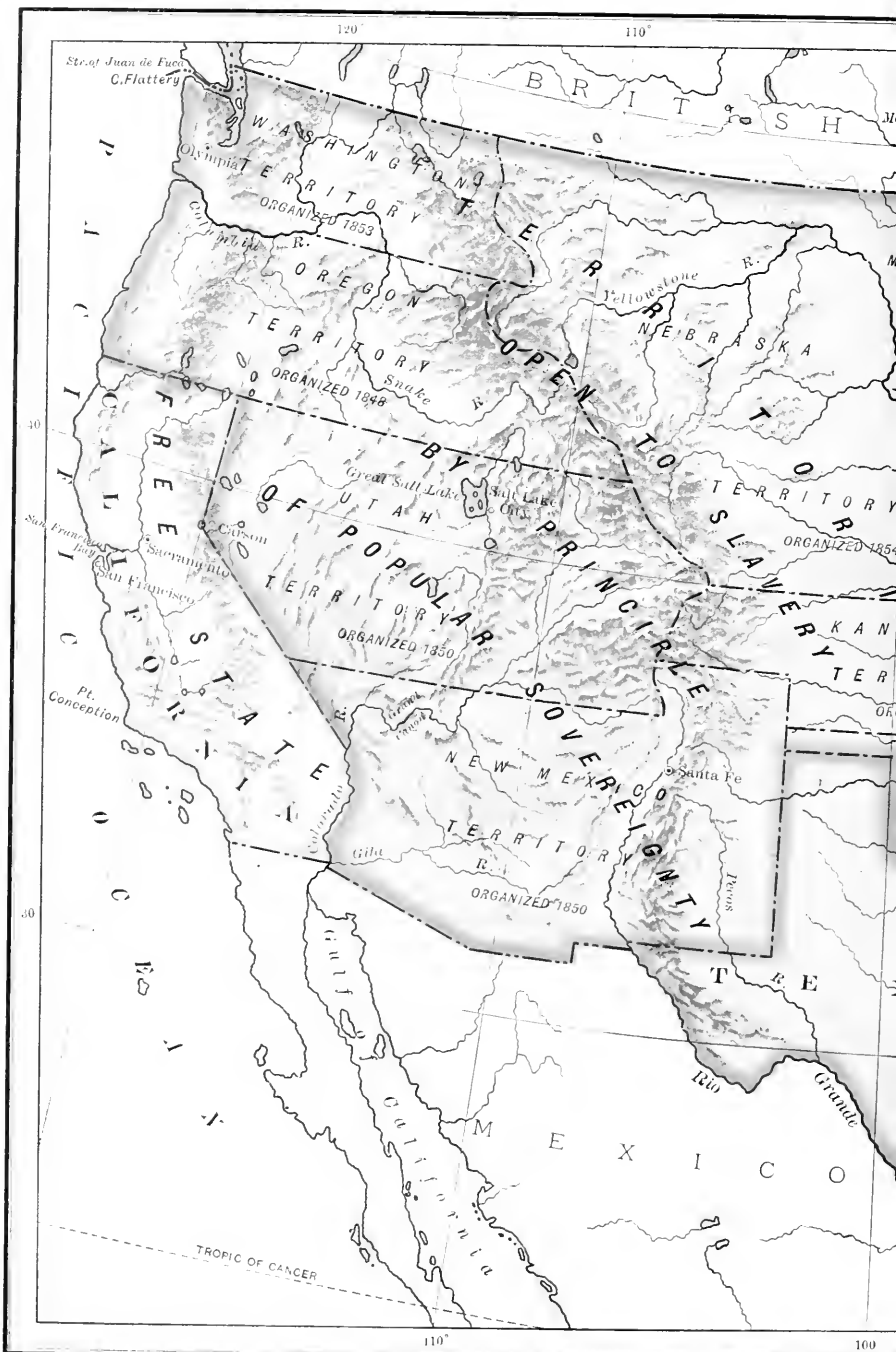 120°
110°
Str. of Juan de Fuca
C. Flattery
BRITISH
WASHINGTON
Olympia
TERRITORY
ORGANIZED 1853
Columbia R.
OREGON
TERRITORY
ORGANIZED 1848
Snake R.
Yellowstone R.
NEBRASKA
TERRITORY
ORGANIZED 1854
TERRITOR
OPEN TO SLAVERY
BY PRINCIPLE
OF POPULAR SOVEREIGNTY
40
PACIFIC OCEAN
CALIFORNIA
FREE STATE
Great Salt Lake
Salt Lake City
UTAH
TERRITORY
ORGANIZED 1850
Carson
Sacramento
San Francisco Bay
San Francisco
KAN
TER
Pt. Conception
Colorado R.
Grand Canyon
NEW MEXICO
TERRITORY
ORGANIZED 1850
Santa Fe
Gila R.
Pecos R.
30
T E
Gulf of California
Rio Grande
MEXICO
TROPIC OF CANCER
110°
100